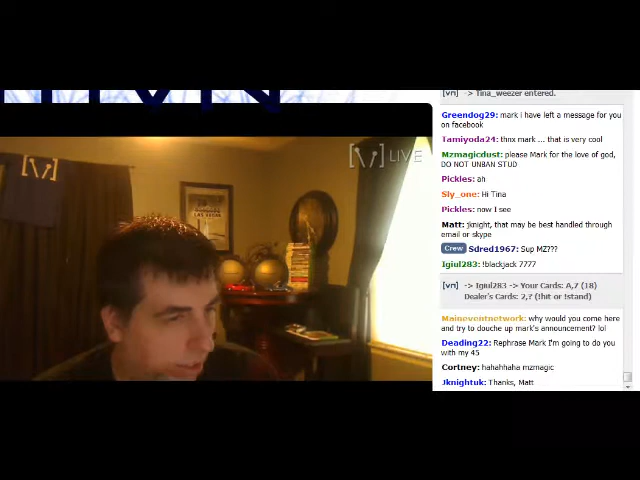 [VM] -> Tina_weezer entered.
Greendog29: mark i have left a message for you
on facebook
Tamiyoda24: thnx mark ... that is very cool
Mzmagicdust: please Mark for the love of god,
DO NOT UNBAN STUD
Pickles: ah
Sly_one: Hi Tina
Pickles: now I see
Matt: jknight, that may be best handled through
email or skype
Crew Sdred1967: Sup MZ???
Igiul283: !blackjack 7777
[VM] -> Igiul283 -> Your Cards: A,7 (18)
Dealer's Cards: 2,? (!hit or !stand)
Maineventnetwork: why would you come here
and try to douche up mark's announcement? lol
Deading22: Rephrase Mark I'm going to do you
with my 45
Cortney: hahahhaha mzmagic
Jknightuk: Thanks, Matt
LIVE